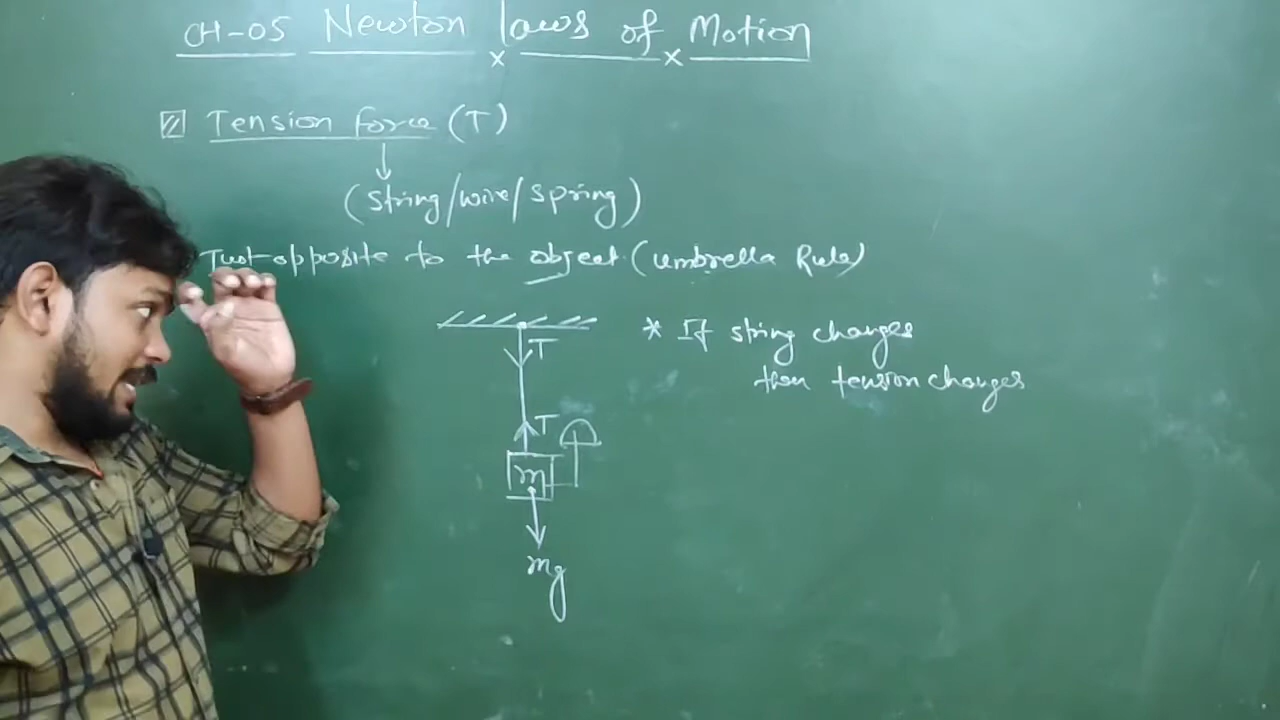 CH-05 Newton laws of Motion
Tension force (T)
(string/wire/spring)
Just opposite to the object (umbrella Rule)
T
* If string changes
then tension changes
T
m
mg